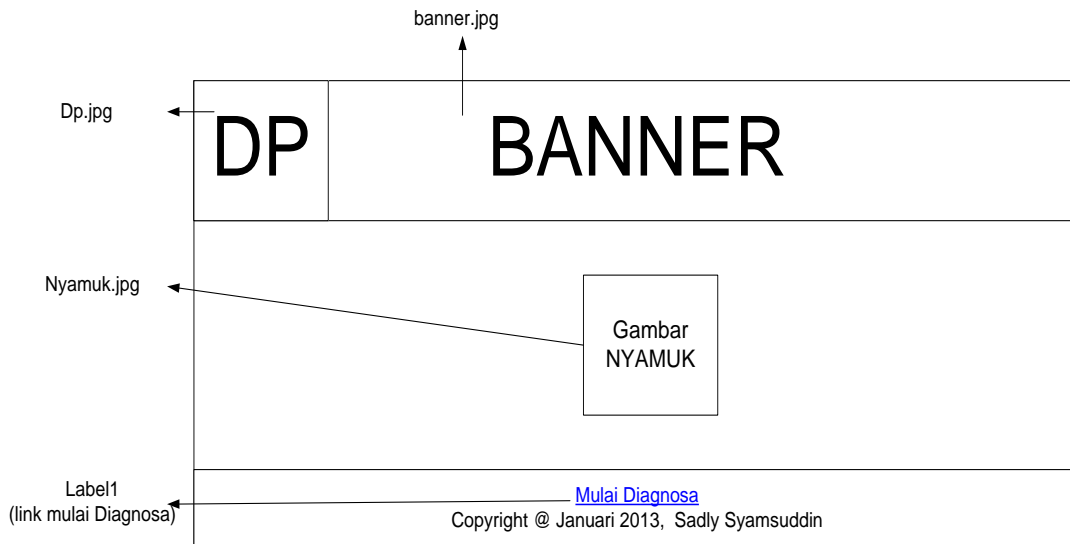 banner.jpg
Dp.jpg
DP
BANNER
Nyamuk.jpg
Gambar
NYAMUK
Label1
(link mulai Diagnosa)
Mulai Diagnosa
Copyright @ Januari 2013, Sadly Syamsuddin